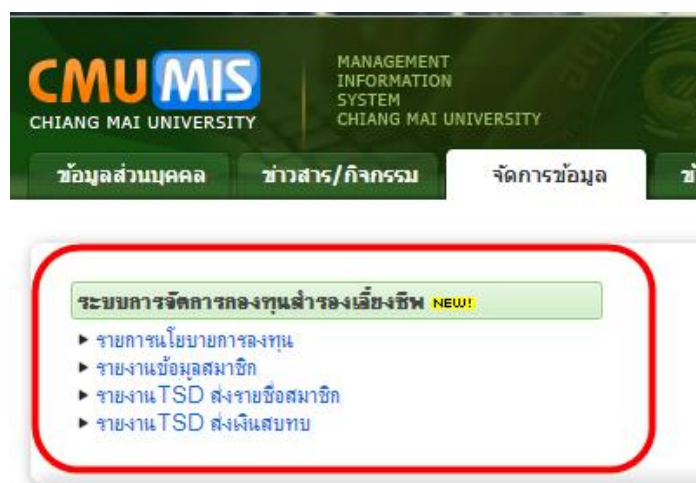 CMU MIS
CHIANG MAI UNIVERSITY
MANAGEMENT
INFORMATION
SYSTEM
CHIANG MAI UNIVERSITY
ข้อมูลส่วนบุคคล ข่าวสาร/กิจกรรม จัดการข้อมูล
ระบบการจัดการกองทุนสำรองเลี้ยงชีพ NEW!
รายการนโยบายการลงทุน
รายงานข้อมูลสมาชิก
รายงานTSD ส่งรายชื่อสมาชิก
รายงานTSD ส่งเงินสบทบ